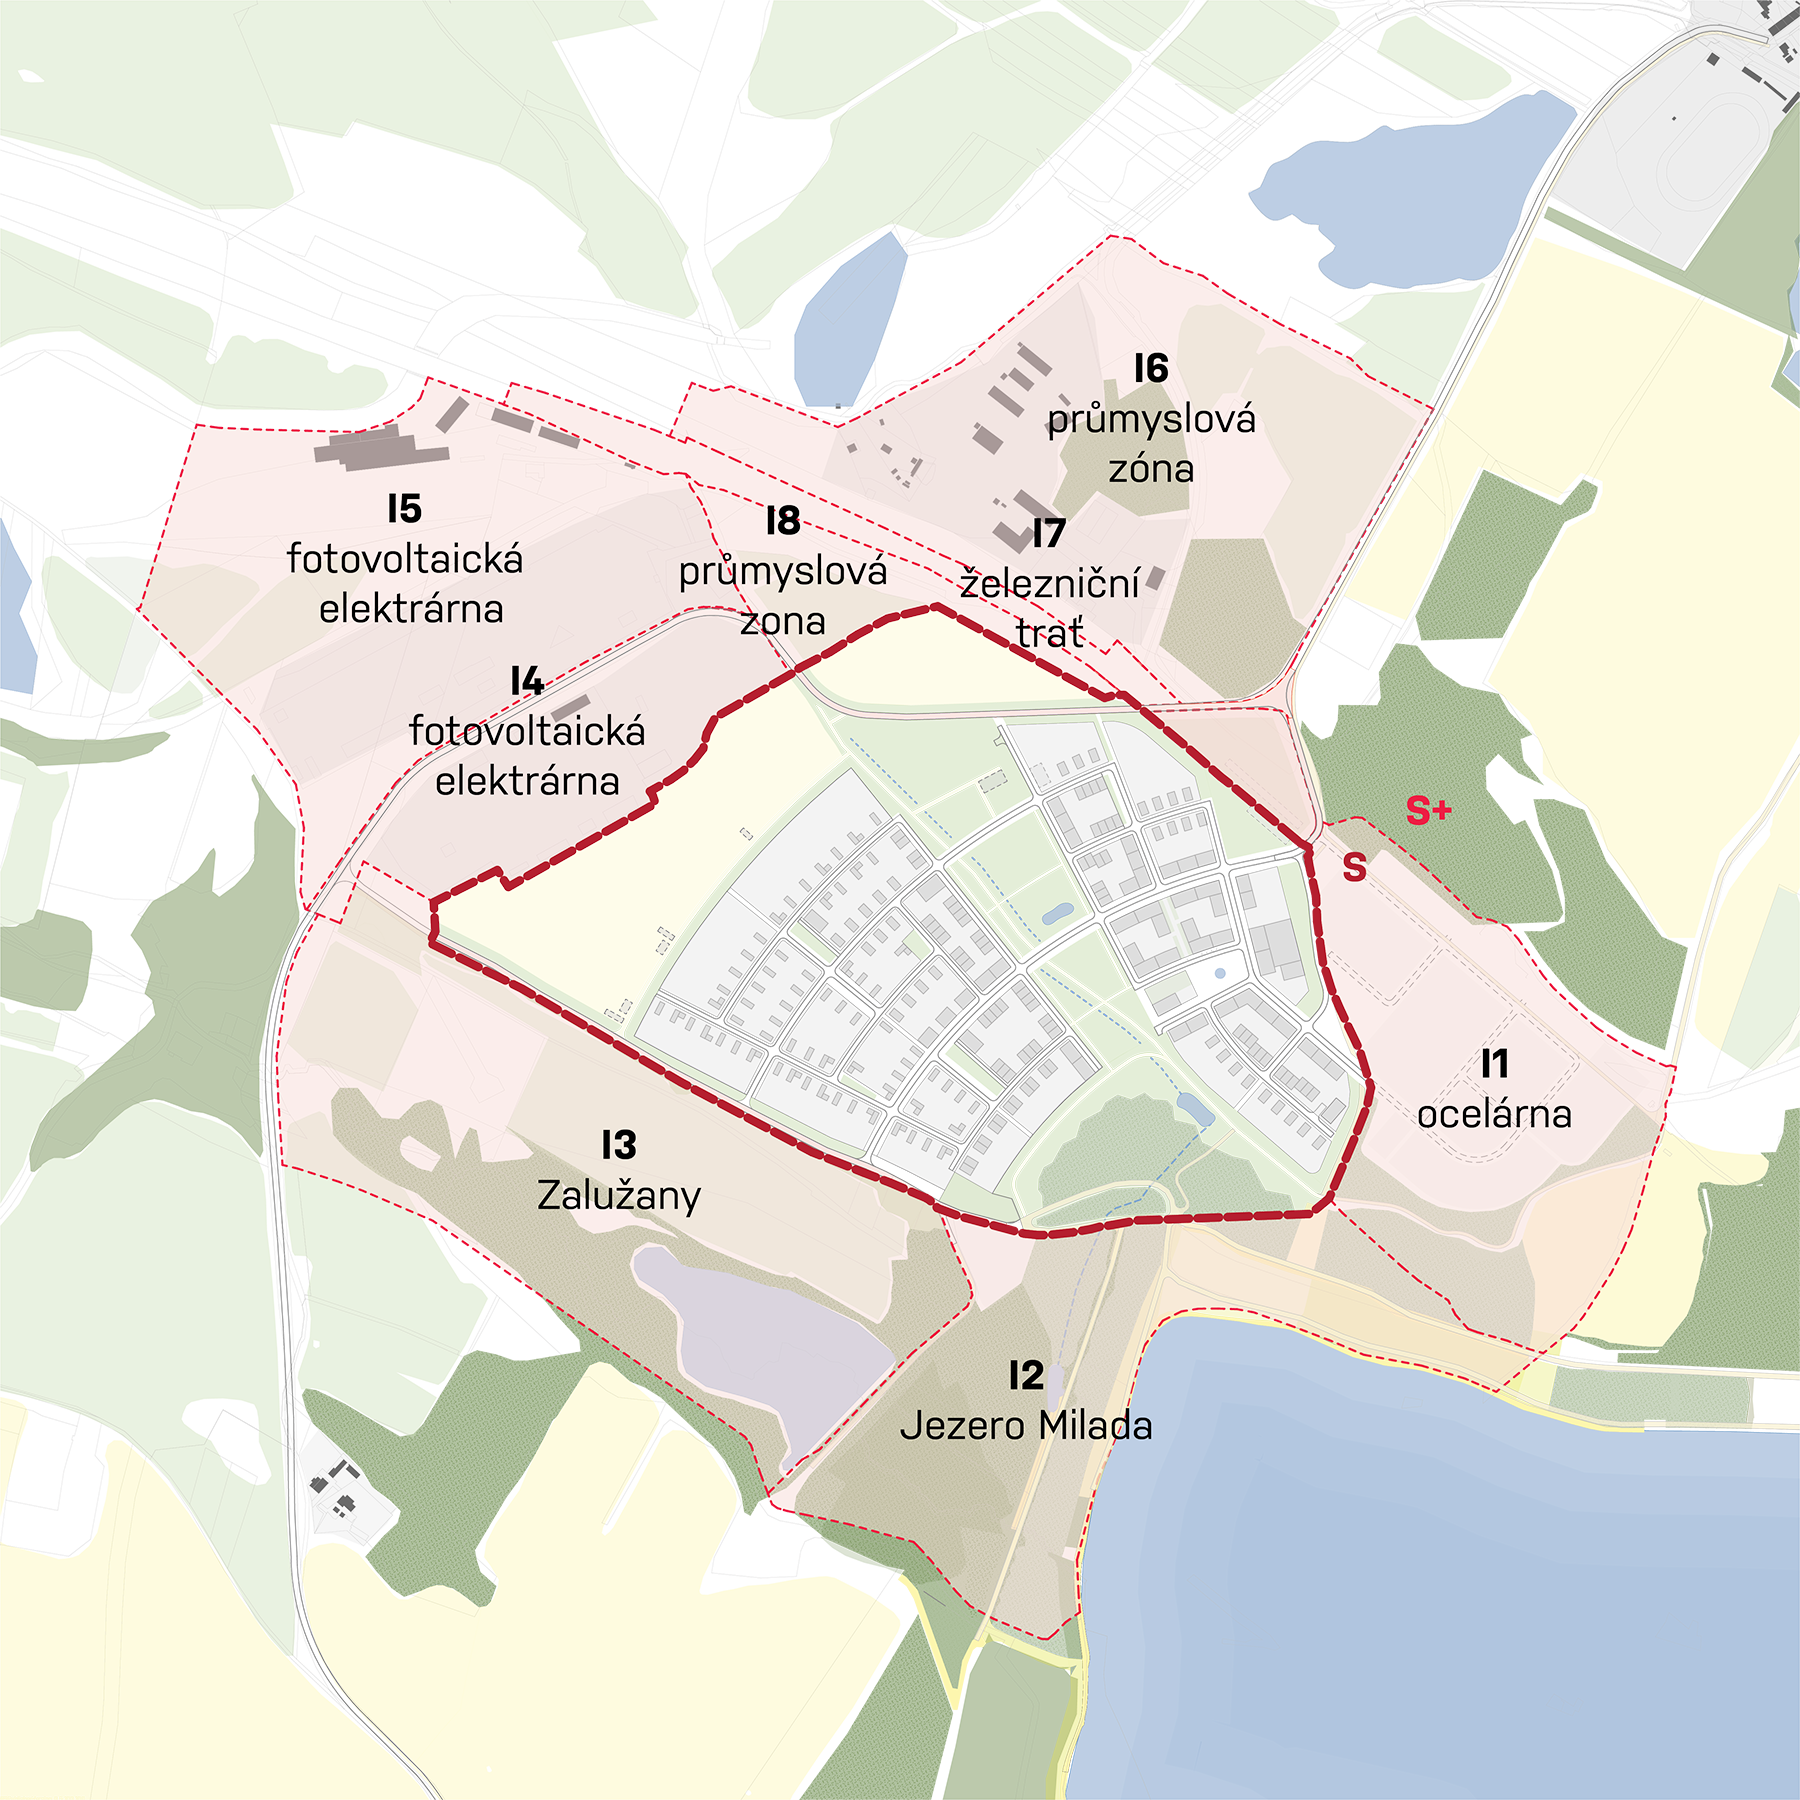 I6
průmyslová
zóna
I5
fotovoltaická
elektrárna
I8
průmyslová
zona
I7
železniční
trať
I4
fotovoltaická
elektrárna
S+
S
I1
ocelárna
I3
Zalužany
I2
Jezero Milada